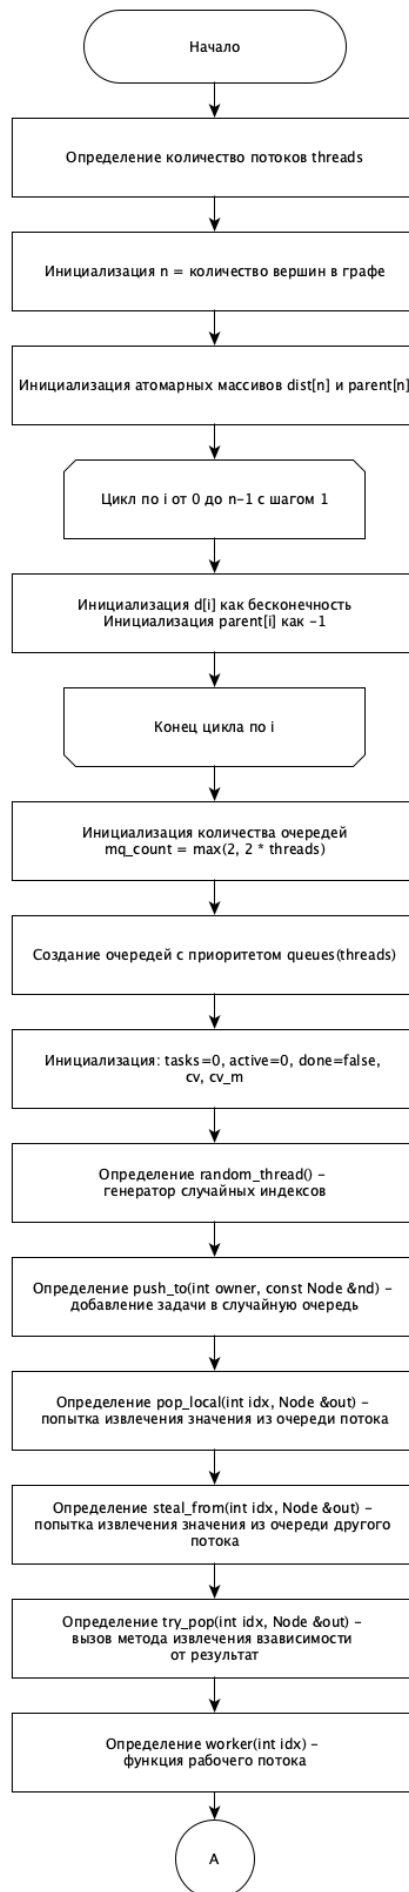 Начало
Определение количество потоков threads
Инициализация n = количество вершин в графе
Инициализация атомарных массивов dist[n] и parent[n]
Цикл по i от 0 до n-1 с шагом 1
Инициализация d[i] как бесконечность
Инициализация parent[i] как -1
Конец цикла по i
Инициализация количества очередей
mq_count = max(2, 2 * threads)
Создание очередей с приоритетом queues(threads)
Инициализация: tasks=0, active=0, done=false,
cv, cv_m
Определение random_thread() –
генератор случайных индексов
Определение push_to(int owner, const Node &nd) –
добавление задачи в случайную очередь
Определение pop_local(int idx, Node &out) –
попытка извлечения значения из очереди потока
Определение steal_from(int idx, Node &out) –
попытка извлечения значения из очереди другого
потока
Определение try_pop(int idx, Node &out) –
вызов метода извлечения взависимости
от результат
Определение worker(int idx) –
функция рабочего потока
A